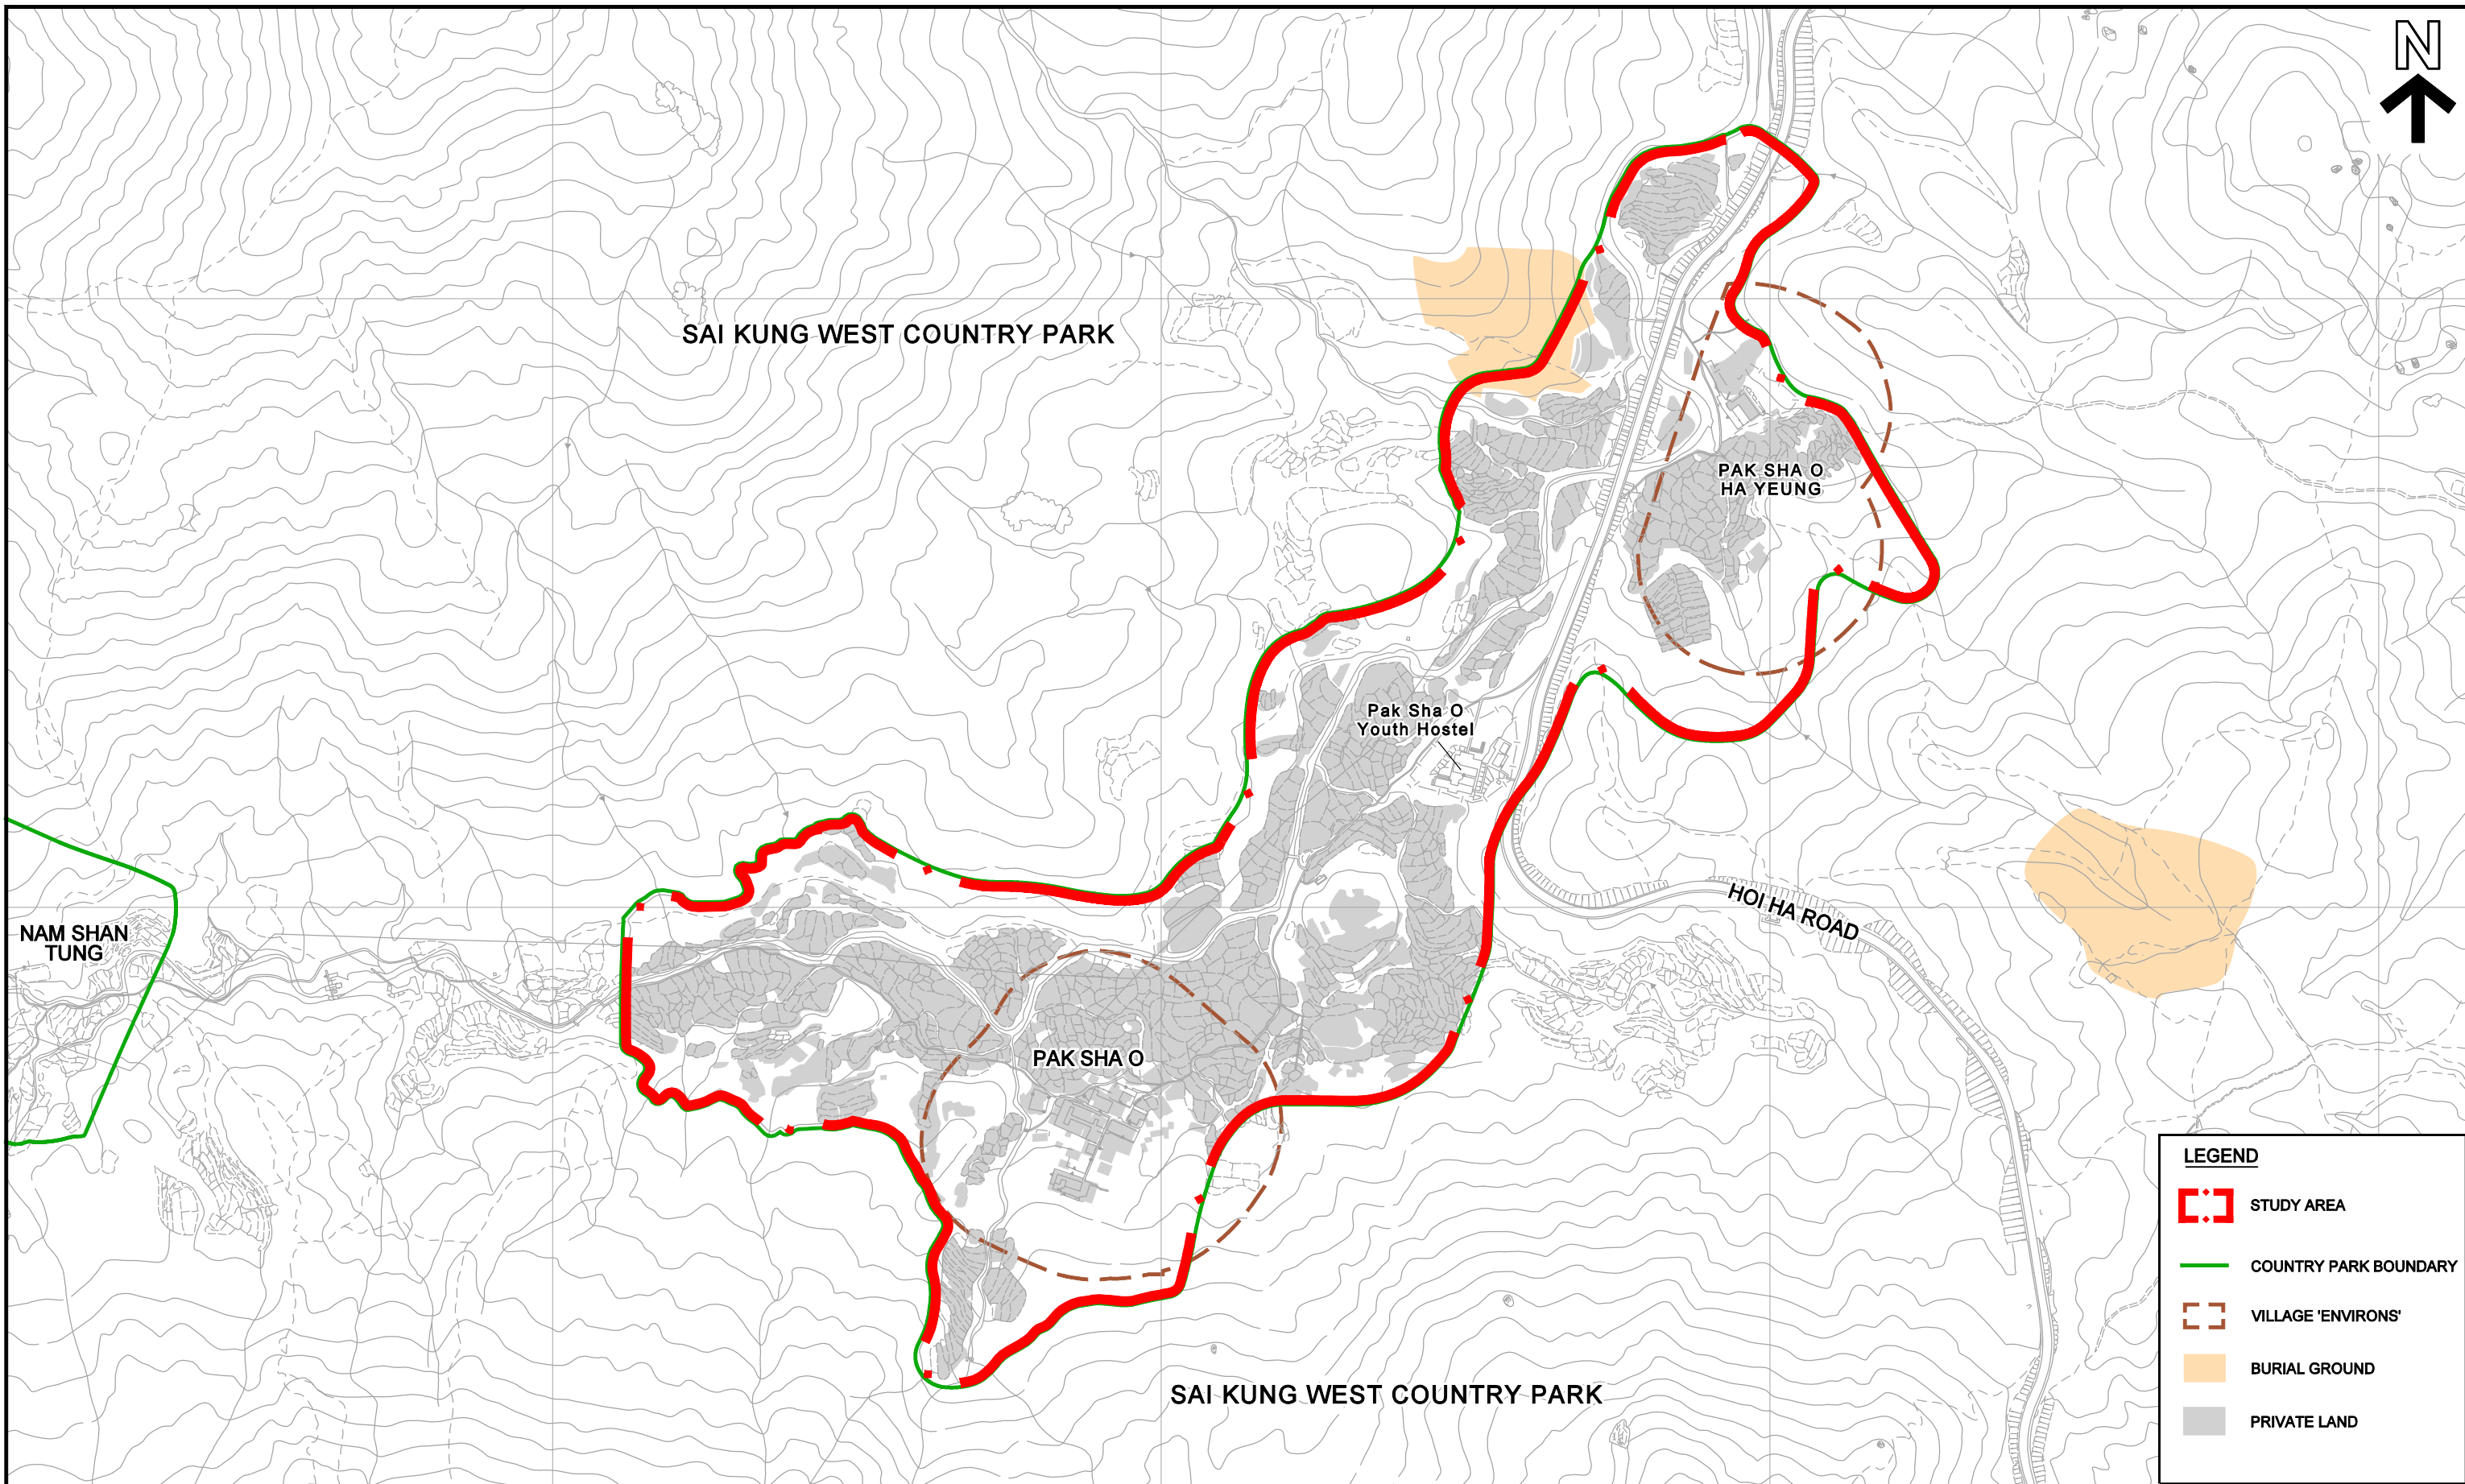 N
SAI KUNG WEST COUNTRY PARK
PAK SHA O
HA YEUNG
Pak Sha O
Youth Hostel
HOI HA ROAD
NAM SHAN
TUNG
PAK SHA O
SAI KUNG WEST COUNTRY PARK
LEGEND
STUDY AREA
COUNTRY PARK BOUNDARY
VILLAGE 'ENVIRONS'
BURIAL GROUND
PRIVATE LAND